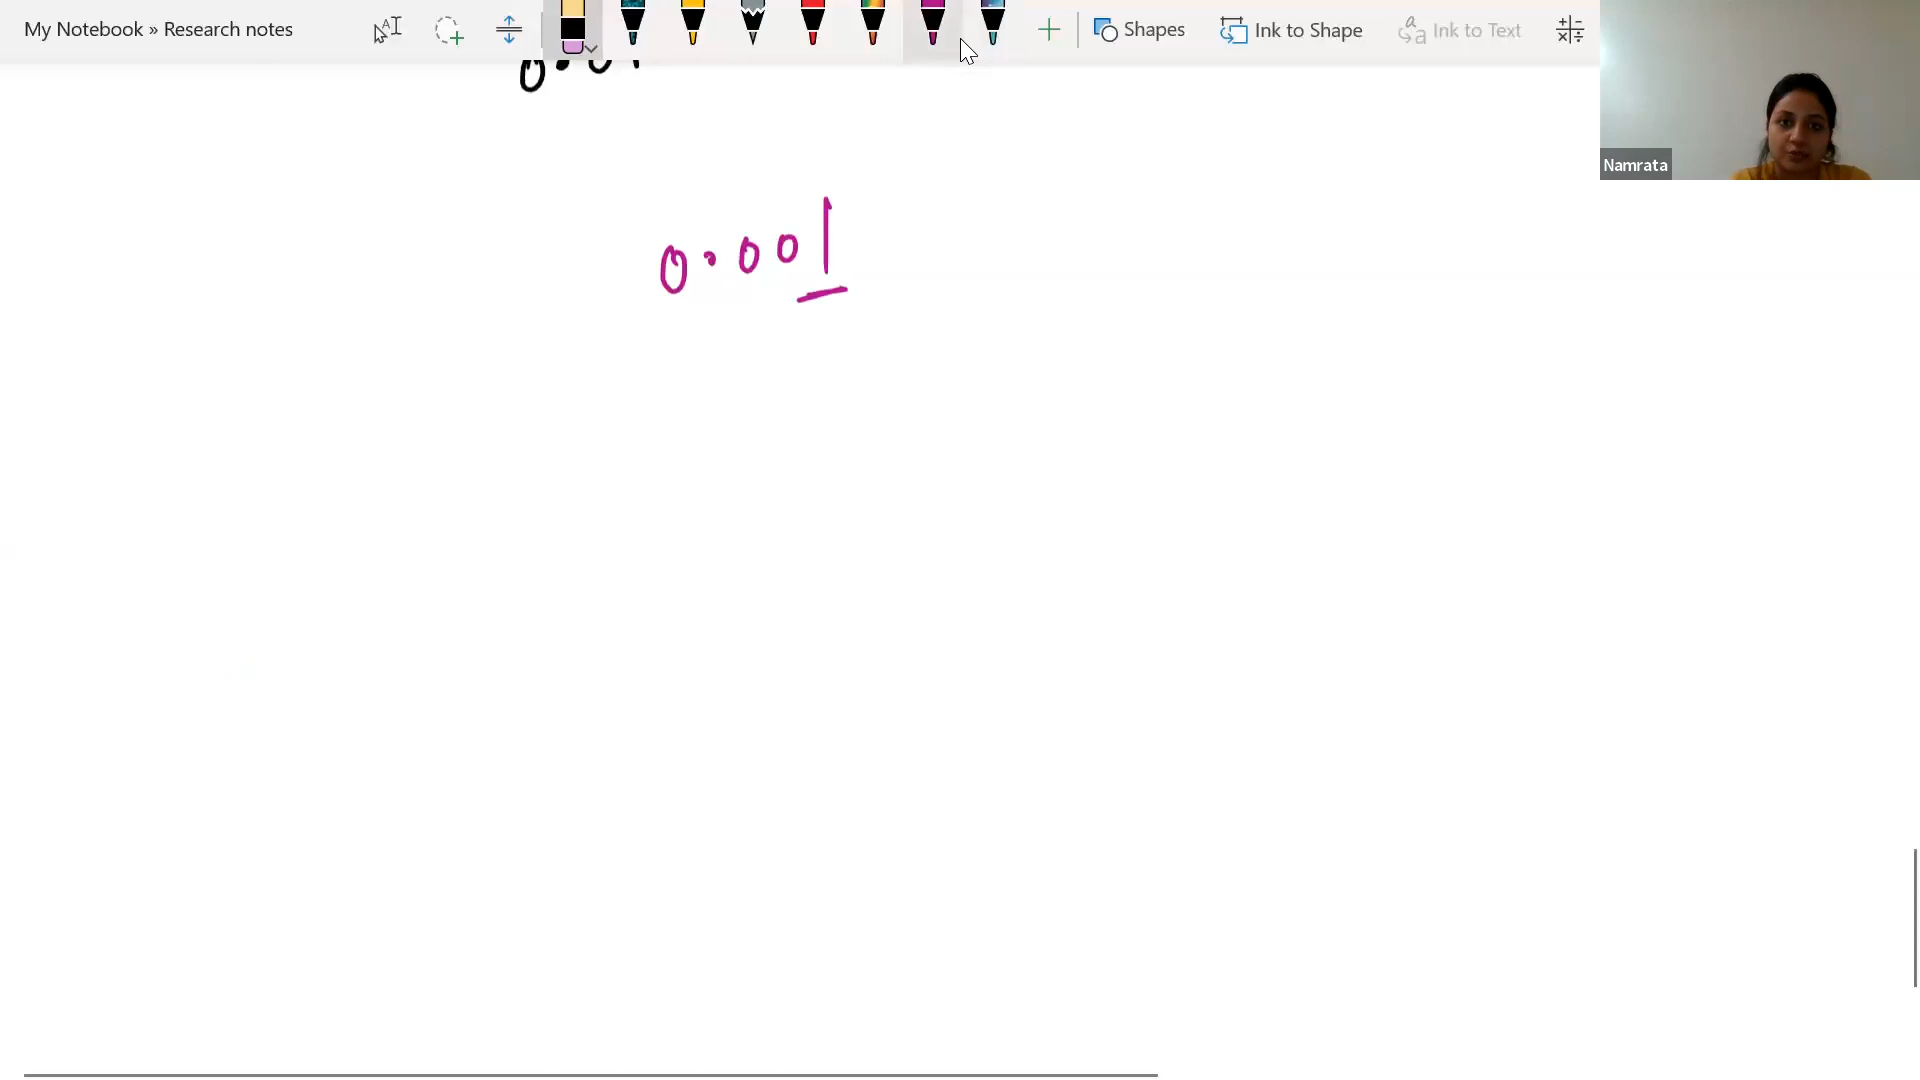 My Notebook » Research notes
Shapes
Ink to Shape
Ink to Text
Namrata
0.001